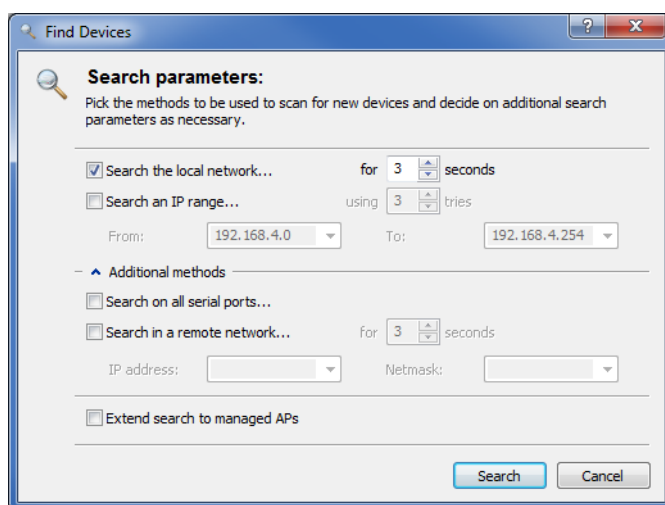 Find Devices
Search parameters:
Pick the methods to be used to scan for new devices and decide on additional search
parameters as necessary.
Search the local network... for 3 seconds
Search an IP range... using 3 tries
From: 192.168.4.0 To: 192.168.4.254
Additional methods
Search on all serial ports...
Search in a remote network... for 3 seconds
IP address: Netmask:
Extend search to managed APs
Search Cancel